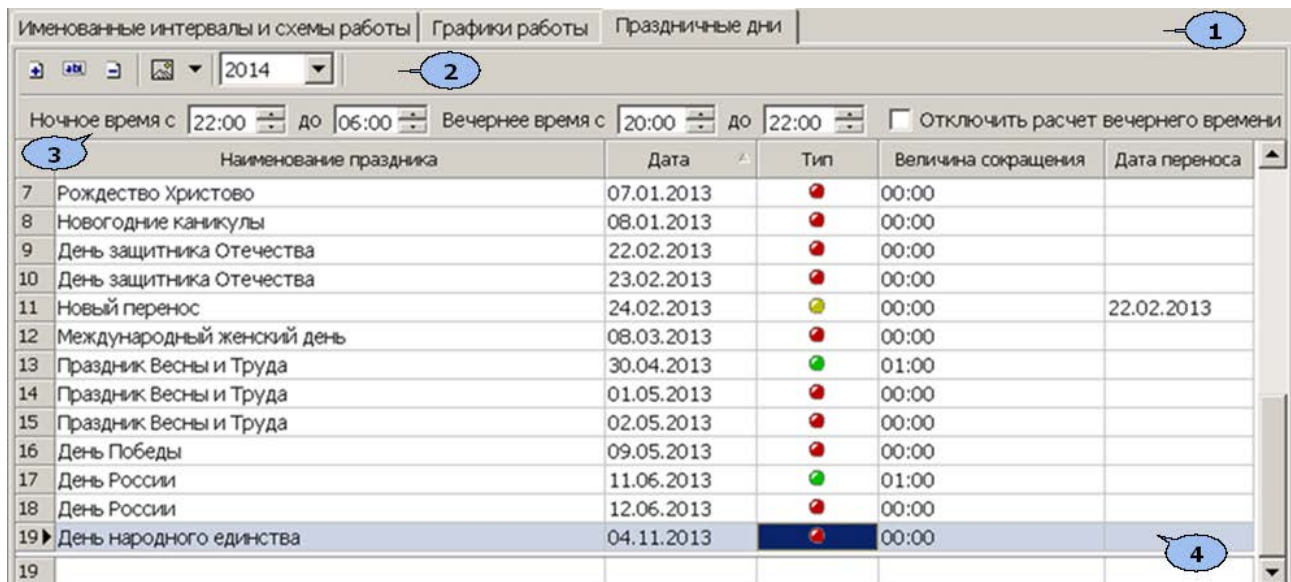 Именованные интервалы и схемы работы Графики работы Праздничные дни 1
ab 2014 2
Ночное время с 22:00 до 06:00 Вечернее время с 20:00 до 22:00 Отключить расчет вечернего времени
3 Наименование праздника Дата Тип Величина сокращения Дата переноса
7 Рождество Христово 07.01.2013 00:00
8 Новогодние каникулы 08.01.2013 00:00
9 День защитника Отечества 22.02.2013 00:00
10 День защитника Отечества 23.02.2013 00:00
11 Новый перенос 24.02.2013 00:00 22.02.2013
12 Международный женский день 08.03.2013 00:00
13 Праздник Весны и Труда 30.04.2013 01:00
14 Праздник Весны и Труда 01.05.2013 00:00
15 Праздник Весны и Труда 02.05.2013 00:00
16 День Победы 09.05.2013 00:00
17 День России 11.06.2013 01:00
18 День России 12.06.2013 00:00
19 День народного единства 04.11.2013 00:00 4
19